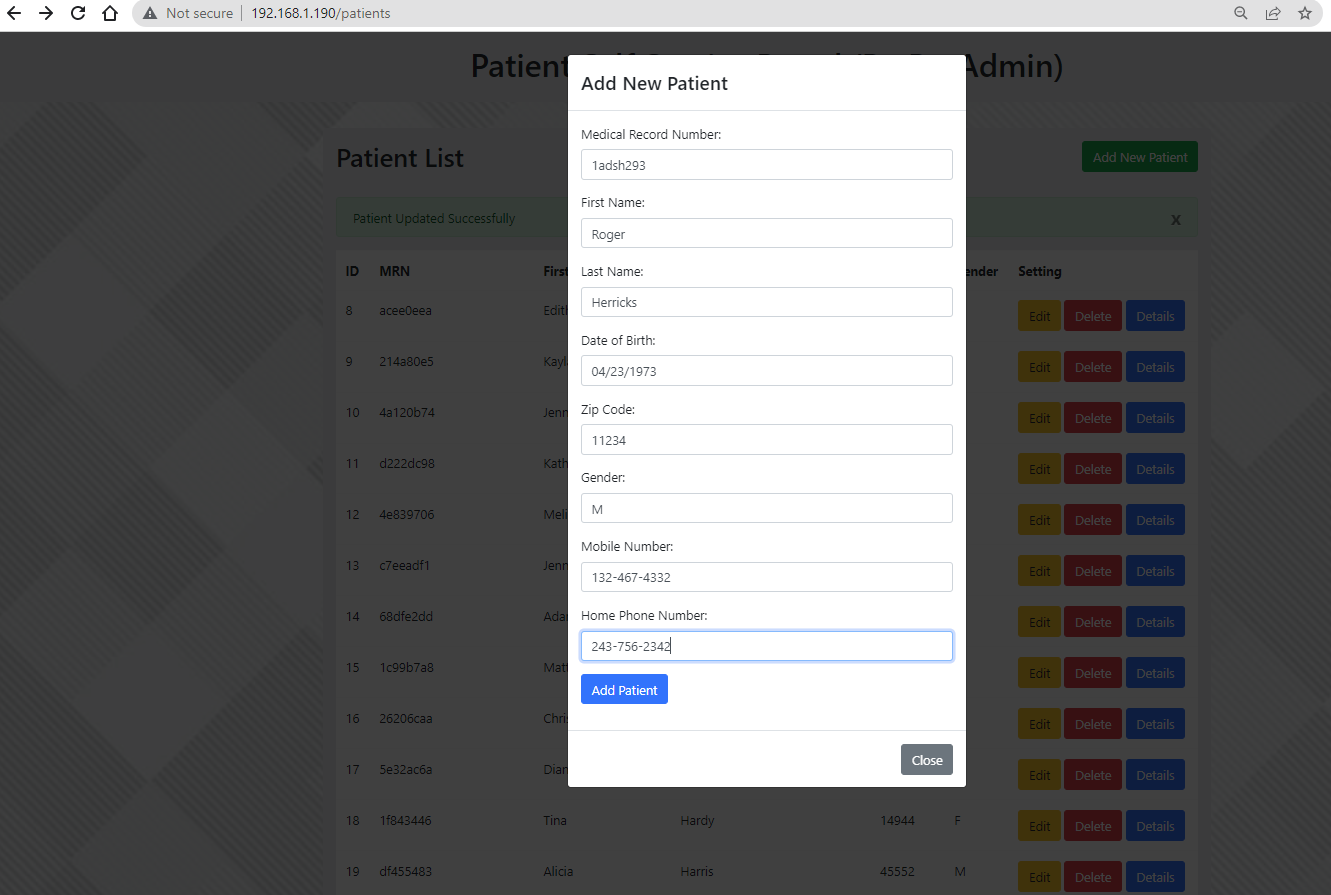 Not secure 192.168.1.190/patients
Patient Admin)
Add New Patient
Patient List
Add New Patient
Patient Updated Successfully
X
Medical Record Number:
1adsh293
First Name:
Roger
Last Name:
Herricks
Date of Birth:
04/23/1973
Zip Code:
11234
Gender:
M
Mobile Number:
132-467-4332
Home Phone Number:
243-756-2342
Add Patient
Close
ID MRN First ender Setting
8 acee0eea Edith Edit Delete Details
9 214a80e5 Kayl Edit Delete Details
10 4a120b74 Jenn Edit Delete Details
11 d222dc98 Kath Edit Delete Details
12 4e839706 Meli Edit Delete Details
13 c7eeadf1 Jenn Edit Delete Details
14 68dfe2dd Adar Edit Delete Details
15 1c99b7a8 Matt Edit Delete Details
16 26206caa Chris Edit Delete Details
17 5e32ac6a Dian Edit Delete Details
18 1f843446 Tina Hardy 14944 F Edit Delete Details
19 df455483 Alicia Harris 45552 M Edit Delete Details